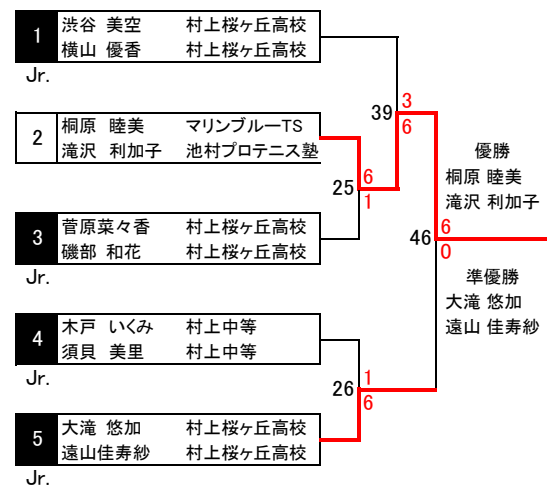 1 渋谷 美空 村上桜ヶ丘高校
横山 優香 村上桜ヶ丘高校
Jr.
2 桐原 睦美 マリンブルーTS
滝沢 利加子 池村プロテニス塾
3 菅原菜々香 村上桜ヶ丘高校
磯部 和花 村上桜ヶ丘高校
Jr.
4 木戸 いくみ 村上中等
須貝 美里 村上中等
Jr.
5 大滝 悠加 村上桜ヶ丘高校
遠山佳寿紗 村上桜ヶ丘高校
Jr.
25
6
1
26
1
6
39
3
6
46
6
0
優勝
桐原 睦美
滝沢 利加子
準優勝
大滝 悠加
遠山 佳寿紗